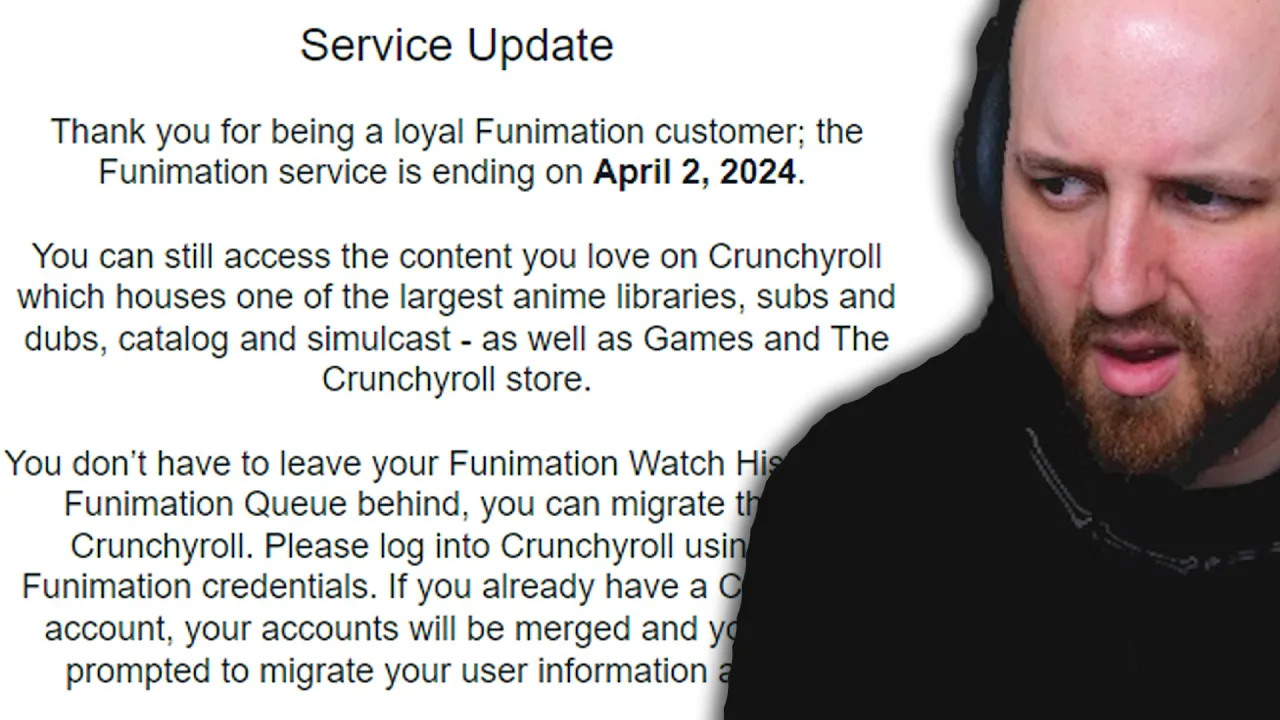 Service Update
Thank you for being a loyal Funimation customer; the
Funimation service is ending on April 2, 2024.
You can still access the content you love on Crunchyroll
which houses one of the largest anime libraries, subs and
dubs, catalog and simulcast - as well as Games and The
Crunchyroll store.
You don’t have to leave your Funimation Watch
Funimation Queue behind, you can migrate
Crunchyroll. Please log into Crunchyroll
Funimation credentials. If you already have a
account, your accounts will be merged and
prompted to migrate your user information